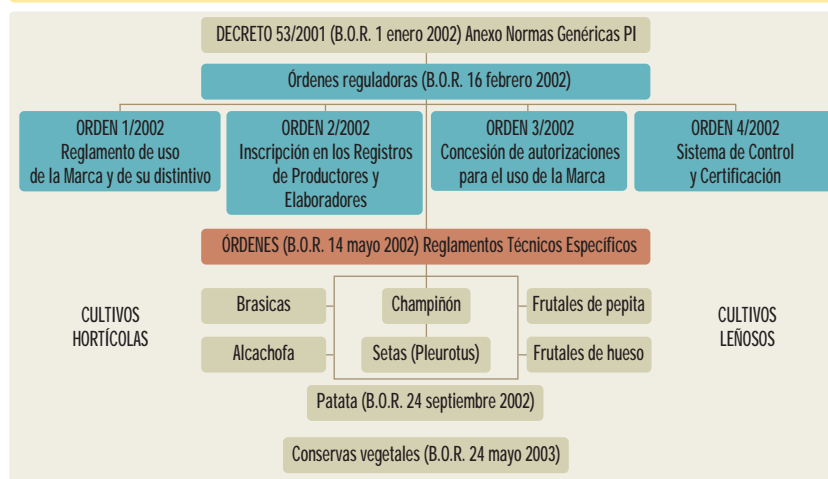 DECRETO 53/2001 (B.O.R. 1 enero 2002) Anexo Normas Genéricas PI
Órdenes reguladoras (B.O.R. 16 febrero 2002)
ORDEN 1/2002
Reglamento de uso
de la Marca y de su distintivo
ORDEN 2/2002
Inscripción en los Registros
de Productores y
Elaboradores
ORDEN 3/2002
Concesión de autorizaciones
para el uso de la Marca
ORDEN 4/2002
Sistema de Control
y Certificación
ÓRDENES (B.O.R. 14 mayo 2002) Reglamentos Técnicos Específicos
CULTIVOS
HORTÍCOLAS
Brasicas
Champiñón
Frutales de pepita
Alcachofa
Setas (Pleurotus)
Frutales de hueso
CULTIVOS
LEÑOSOS
Patata (B.O.R. 24 septiembre 2002)
Conservas vegetales (B.O.R. 24 mayo 2003)